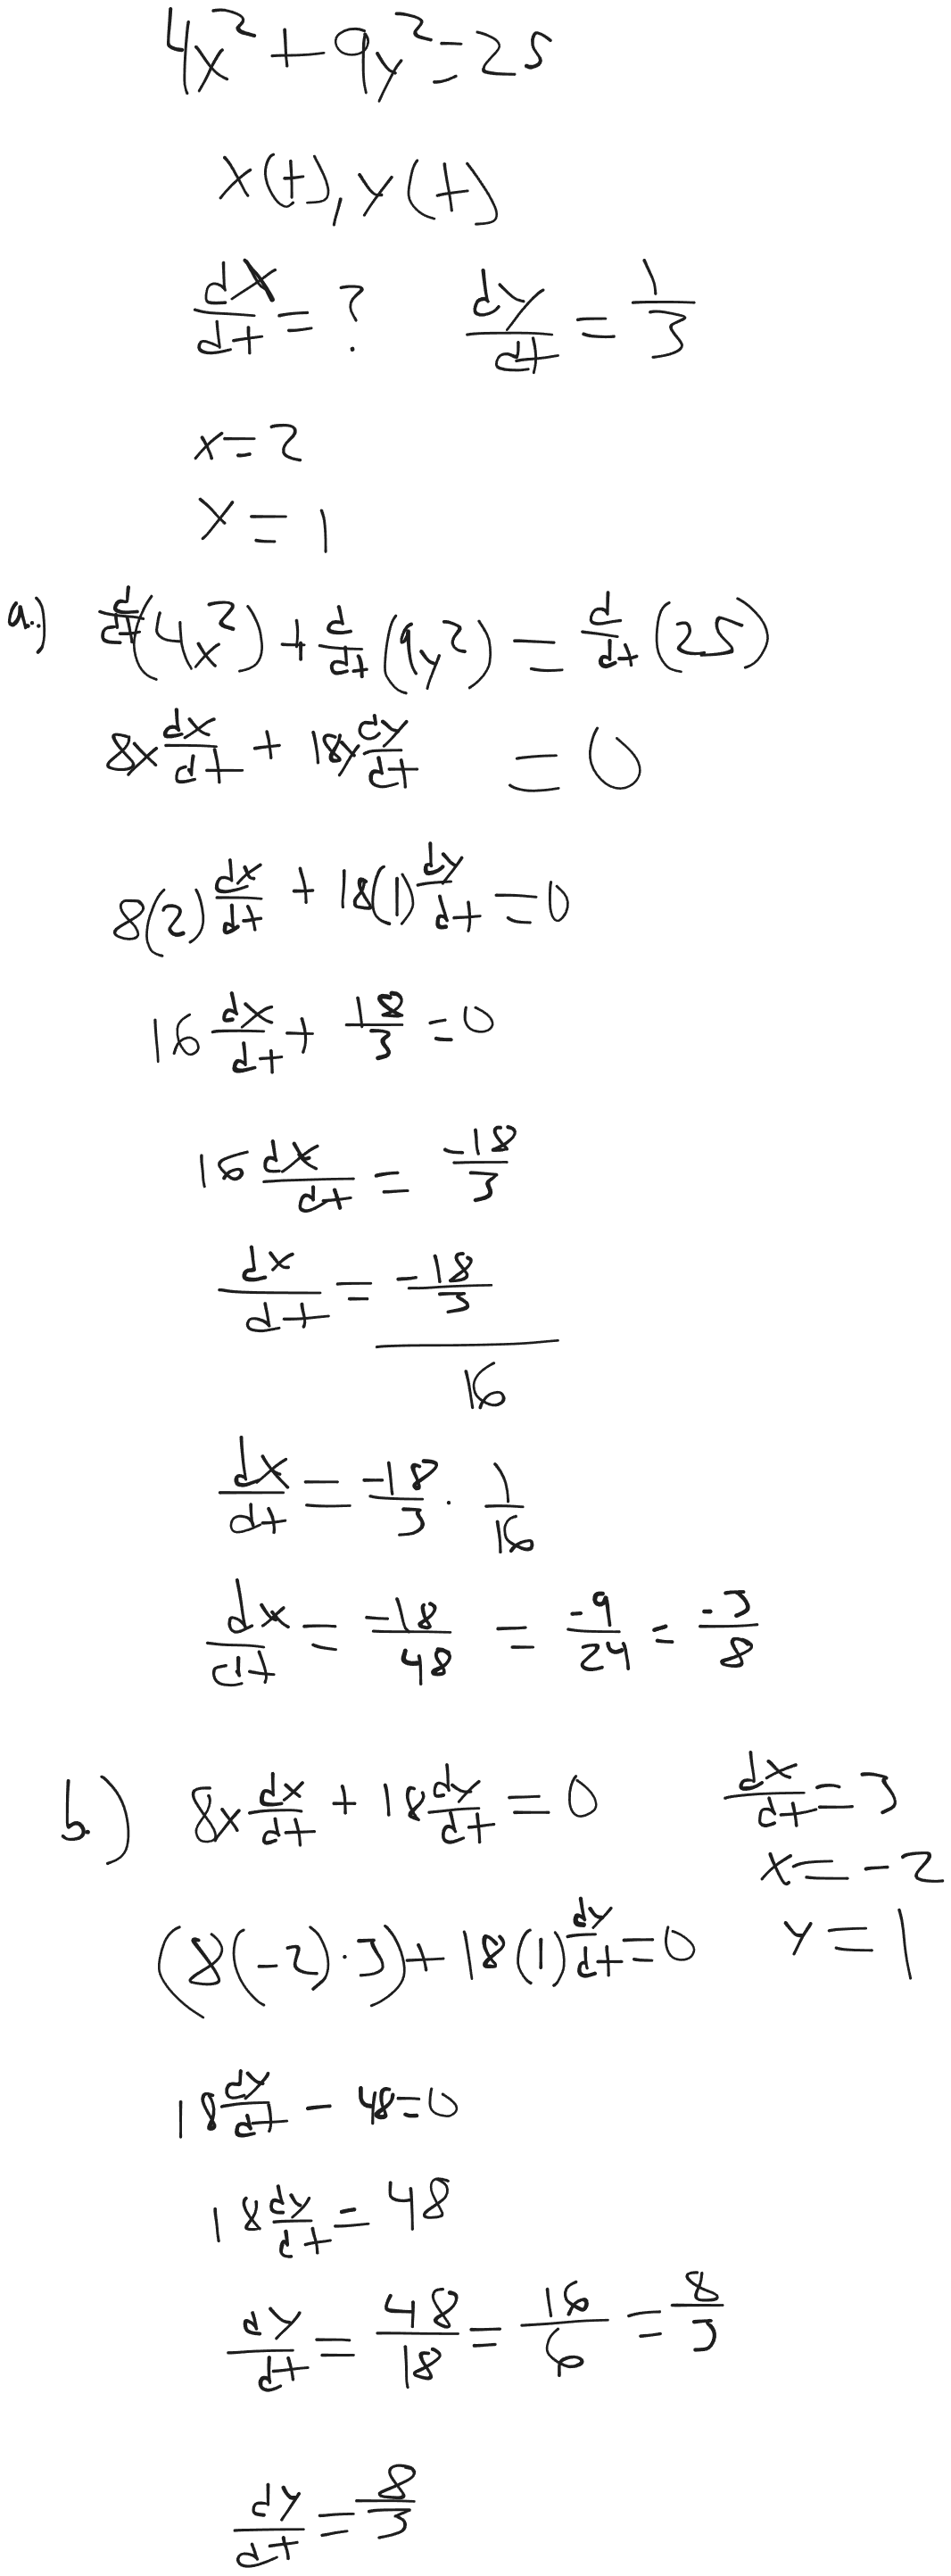 4x² + 9y² = 25
x(t), y(t)
dx/dt = ? dy/dt = 1/3
x = 2
y = 1
a.) d/dt(4x²) + d/dt(9y²) = d/dt(25)
8x dx/dt + 18y dy/dt = 0
8(2) dx/dt + 18(1) dy/dt = 0
16 dx/dt + 18/3 = 0
16 dx/dt = -18/3
dx/dt = (-18/3)/16
dx/dt = -18/3 · 1/16
dx/dt = -18/48 = -9/24 = -3/8
b.) 8x dx/dt + 18 dy/dt = 0 dx/dt = 3
x = -2
(8(-2)·3) + 18(1) dy/dt = 0 y = 1
18 dy/dt - 48 = 0
18 dy/dt = 48
dy/dt = 48/18 = 16/6 = 8/3
dy/dt = 8/3